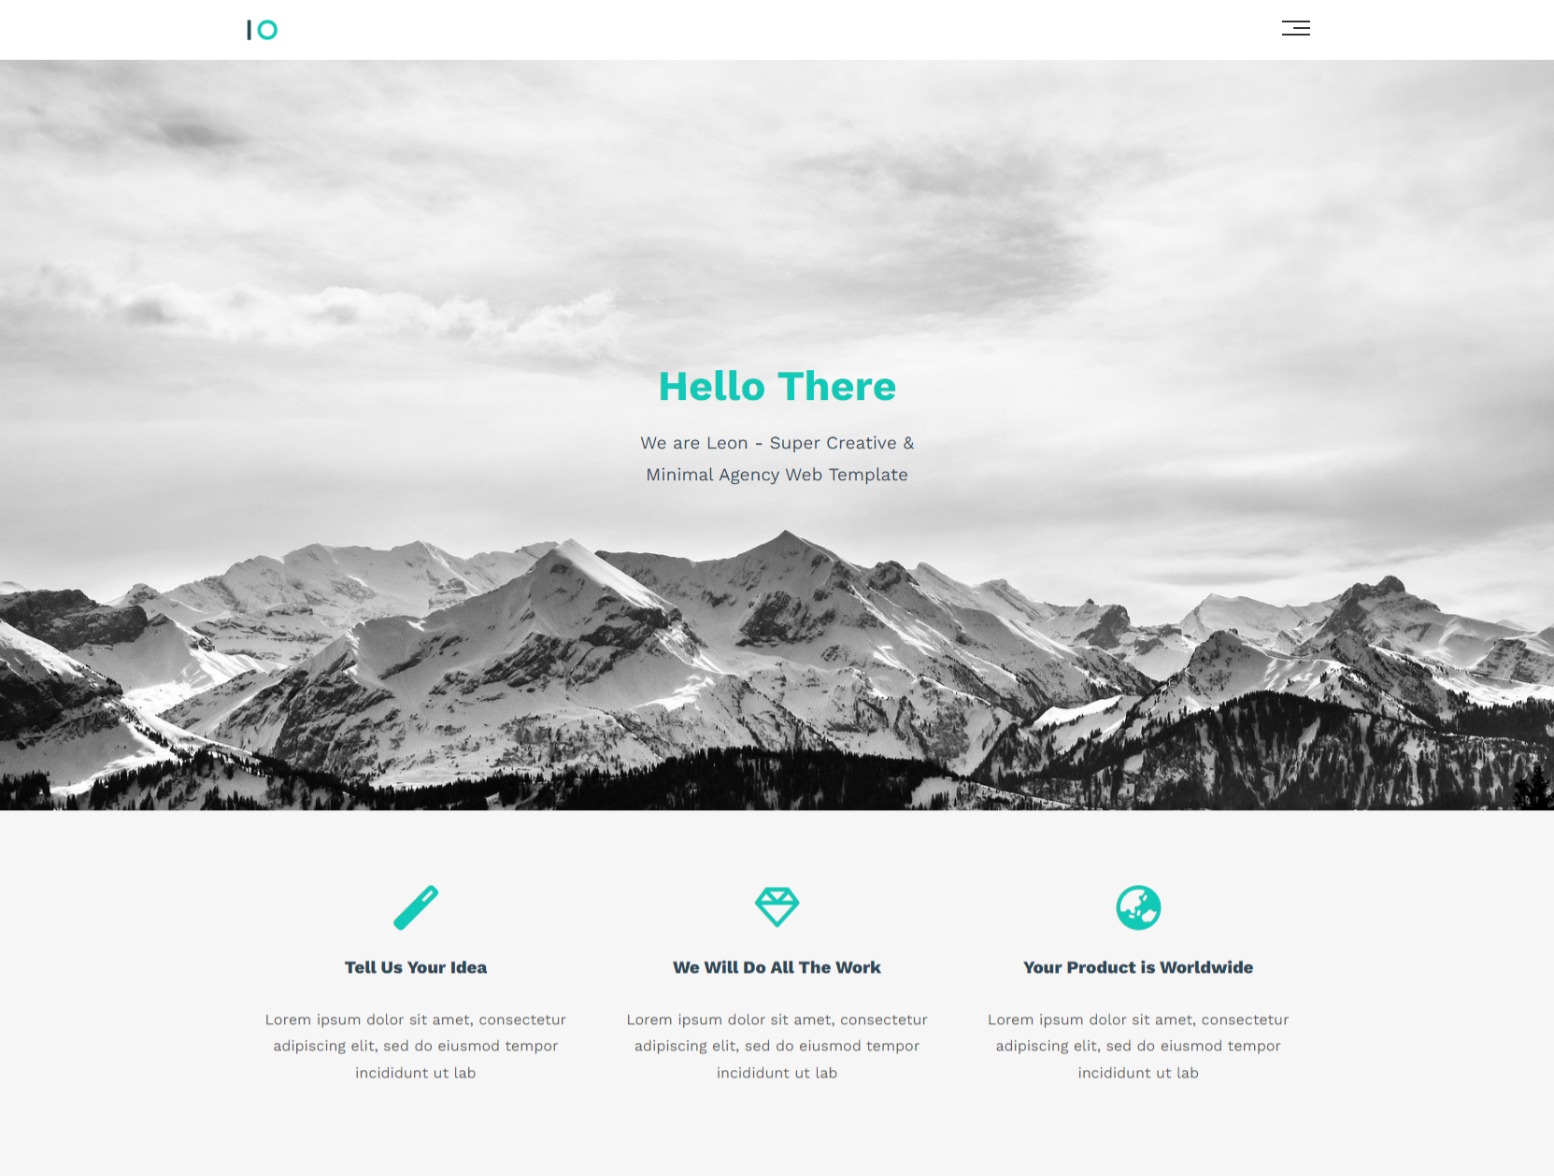 IO
Hello There
We are Leon - Super Creative &
Minimal Agency Web Template
Tell Us Your Idea
We Will Do All The Work
Your Product is Worldwide
Lorem ipsum dolor sit amet, consectetur
adipiscing elit, sed do eiusmod tempor
incididunt ut lab
Lorem ipsum dolor sit amet, consectetur
adipiscing elit, sed do eiusmod tempor
incididunt ut lab
Lorem ipsum dolor sit amet, consectetur
adipiscing elit, sed do eiusmod tempor
incididunt ut lab